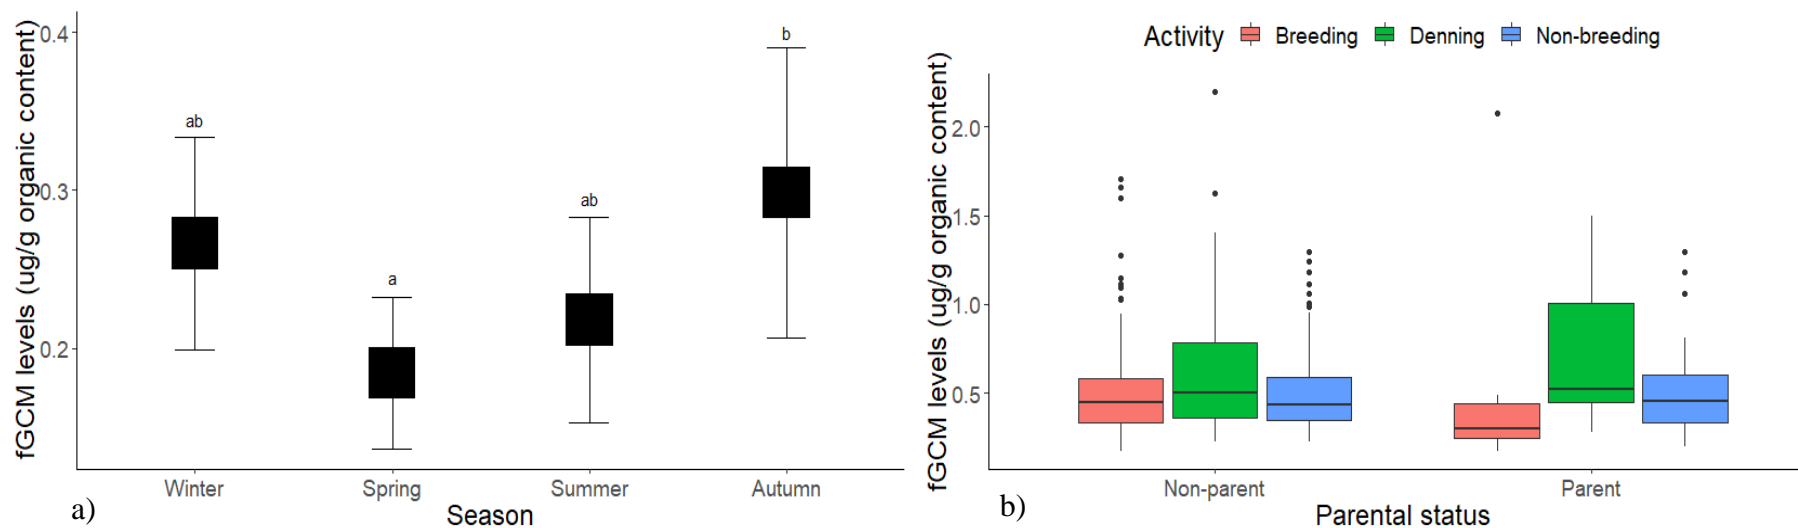 fGCM levels (ug/g organic content)
0.4
0.3
0.2
ab
a
ab
b
Winter Spring Summer Autumn
Season
a)
Activity Breeding Denning Non-breeding
fGCM levels (ug/g organic content)
2.0
1.5
1.0
0.5
Non-parent Parent
Parental status
b)